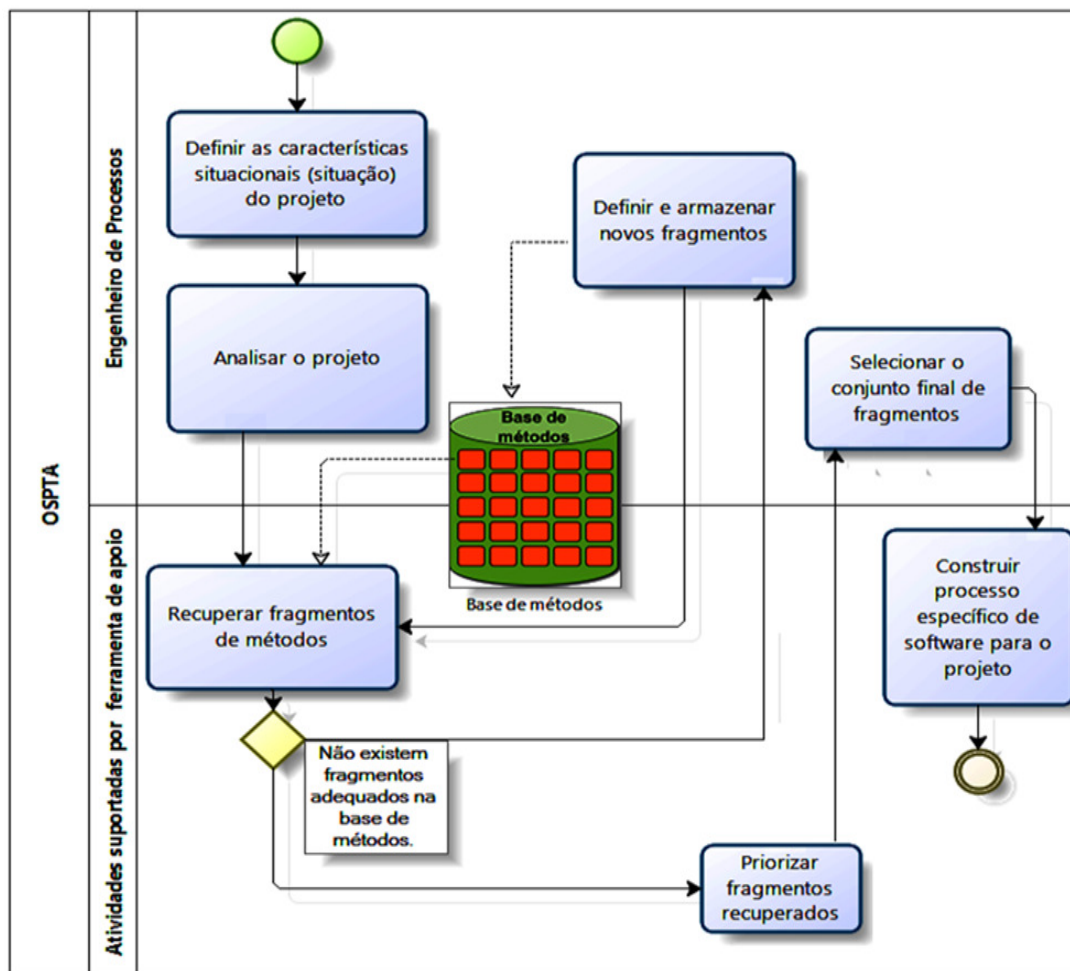 OSPTA
Engenheiro de Processos
Definir as características
situacionais (situação)
do projeto
Analisar o projeto
Definir e armazenar
novos fragmentos
Base de
métodos
Base de métodos
Selecionar o
conjunto final de
fragmentos
Atividades suportadas por ferramenta de apoio
Recuperar fragmentos
de métodos
Não existem
fragmentos
adequados na
base de
métodos.
Priorizar
fragmentos
recuperados
Construir
processo
específico de
software para o
projeto